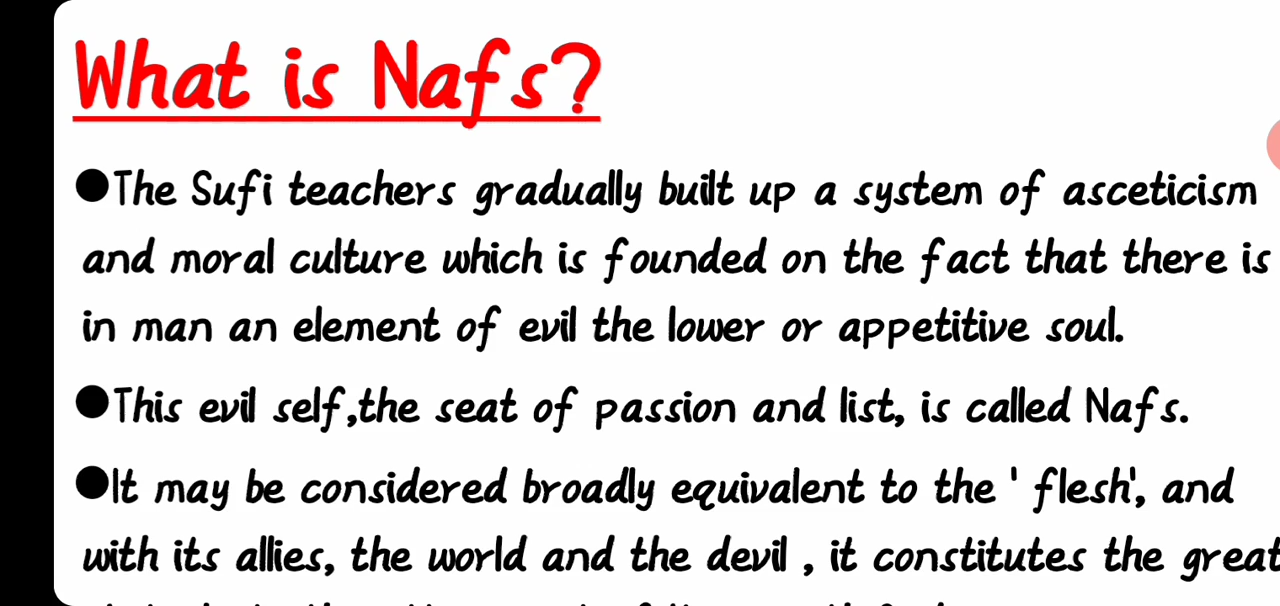 What is Nafs?
●The Sufi teachers gradually built up a system of asceticism
and moral culture which is founded on the fact that there is
in man an element of evil the lower or appetitive soul.
●This evil self,the seat of passion and list, is called Nafs.
●It may be considered broadly equivalent to the ' flesh', and
with its allies, the world and the devil , it constitutes the great